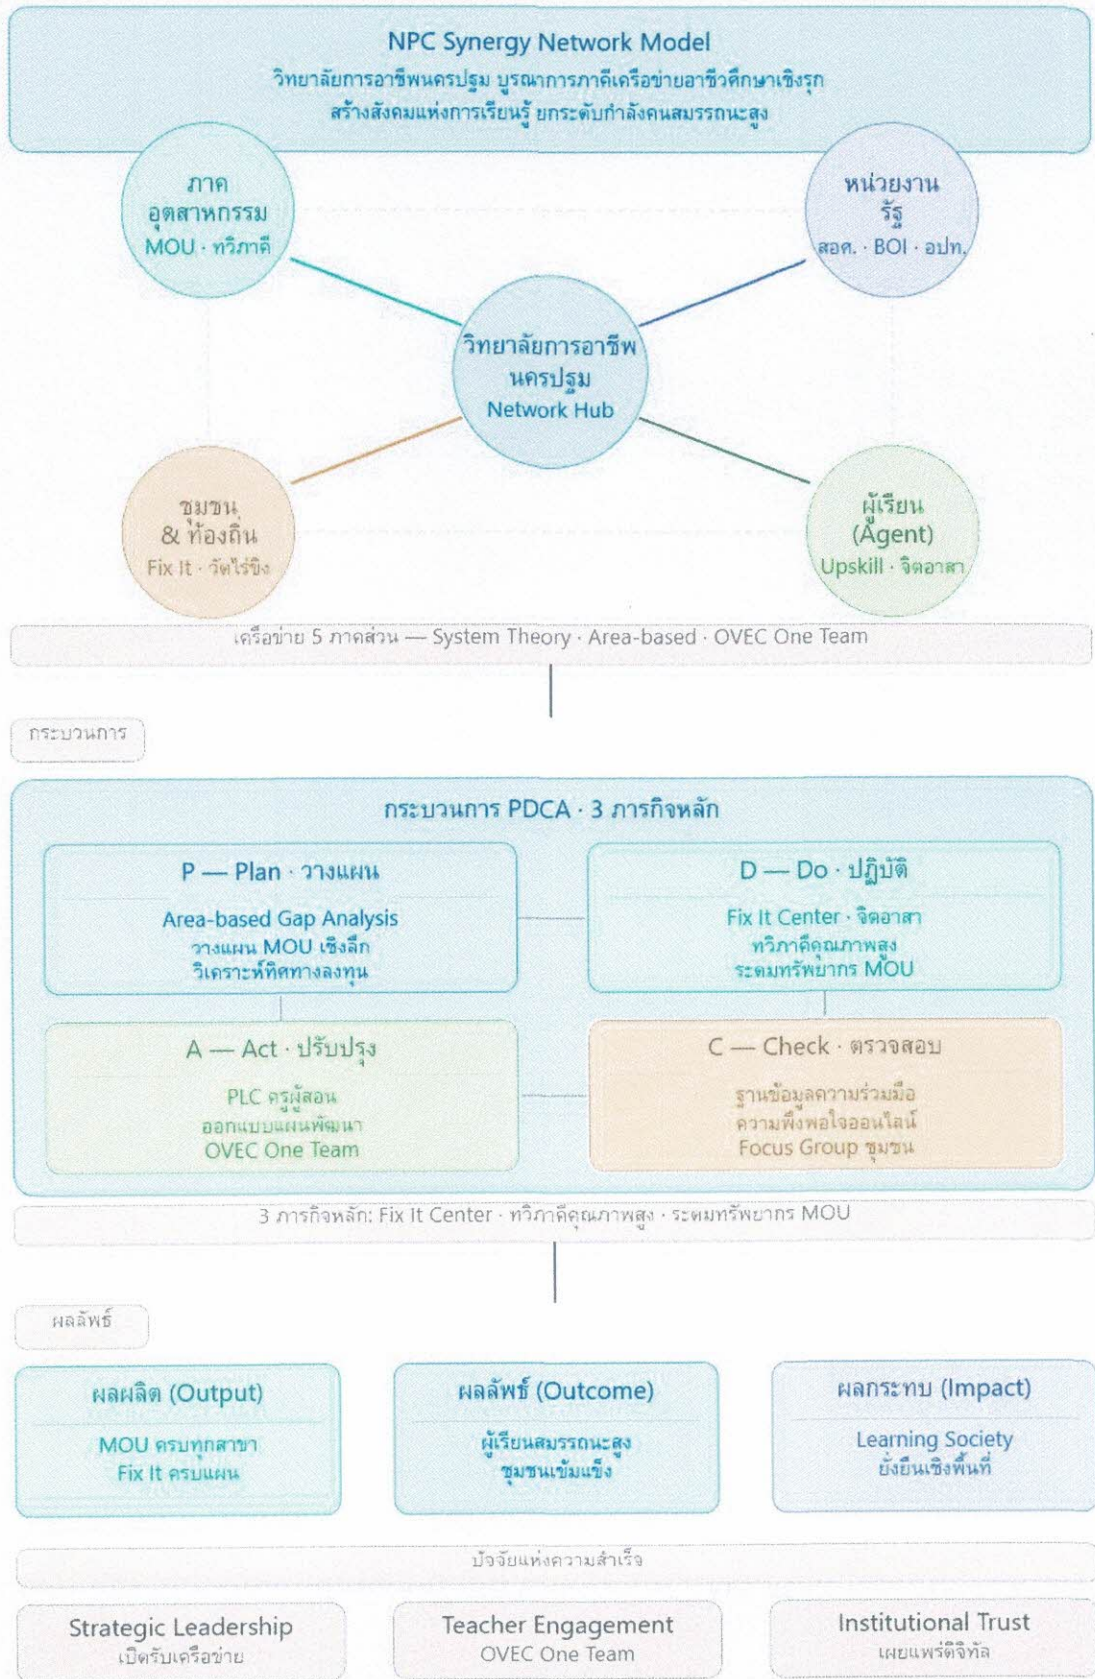 NPC Synergy Network Model
วิทยาลัยการอาชีพนครปฐม บูรณาการภาคีเครือข่ายอาชีวศึกษาเชิงรุก
สร้างสังคมแห่งการเรียนรู้ ยกระดับกำลังคนสมรรถนะสูง
ภาค
อุตสาหกรรม
MOU · ทวิภาคี
หน่วยงาน
รัฐ
สอศ. · BOI · อปท.
วิทยาลัยการอาชีพ
นครปฐม
Network Hub
ชุมชน
& ท้องถิ่น
Fix It · วัดไร่ขิง
ผู้เรียน
(Agent)
Upskill · จิตอาสา
เครือข่าย 5 ภาคส่วน — System Theory · Area-based · OVEC One Team
กระบวนการ
กระบวนการ PDCA · 3 ภารกิจหลัก
P — Plan · วางแผน
Area-based Gap Analysis
วางแผน MOU เชิงลึก
วิเคราะห์ทิศทางลงทุน
D — Do · ปฏิบัติ
Fix It Center · จิตอาสา
ทวิภาคีคุณภาพสูง
ระดมทรัพยากร MOU
A — Act · ปรับปรุง
PLC ครูผู้สอน
ออกแบบแผนพัฒนา
OVEC One Team
C — Check · ตรวจสอบ
ฐานข้อมูลความร่วมมือ
ความพึงพอใจออนไลน์
Focus Group ชุมชน
3 ภารกิจหลัก: Fix It Center · ทวิภาคีคุณภาพสูง · ระดมทรัพยากร MOU
ผลลัพธ์
ผลผลิต (Output)
MOU ครบทุกสาขา
Fix It ครบแผน
ผลลัพธ์ (Outcome)
ผู้เรียนสมรรถนะสูง
ชุมชนเข้มแข็ง
ผลกระทบ (Impact)
Learning Society
ยั่งยืนเชิงพื้นที่
ปัจจัยแห่งความสำเร็จ
Strategic Leadership
เปิดรับเครือข่าย
Teacher Engagement
OVEC One Team
Institutional Trust
เผยแพร่ดิจิทัล